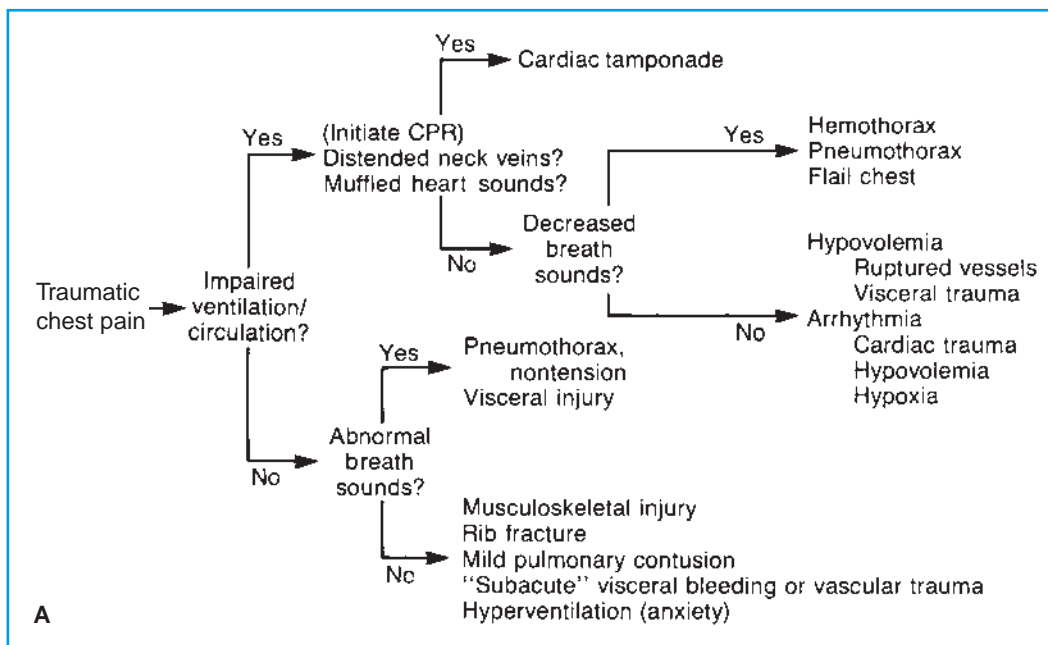 Yes
Cardiac tamponade
Yes
(Initiate CPR)
Distended neck veins?
Muffled heart sounds?
Yes
Hemothorax
Pneumothorax
Flail chest
No
Decreased
breath
sounds?
Hypovolemia
Ruptured vessels
Visceral trauma
Arrhythmia
Cardiac trauma
Hypovolemia
Hypoxia
No
Traumatic
chest pain
Impaired
ventilation/
circulation?
Yes
Pneumothorax,
nontension
Visceral injury
No
Abnormal
breath
sounds?
No
Musculoskeletal injury
Rib fracture
Mild pulmonary contusion
"Subacute" visceral bleeding or vascular trauma
Hyperventilation (anxiety)
A